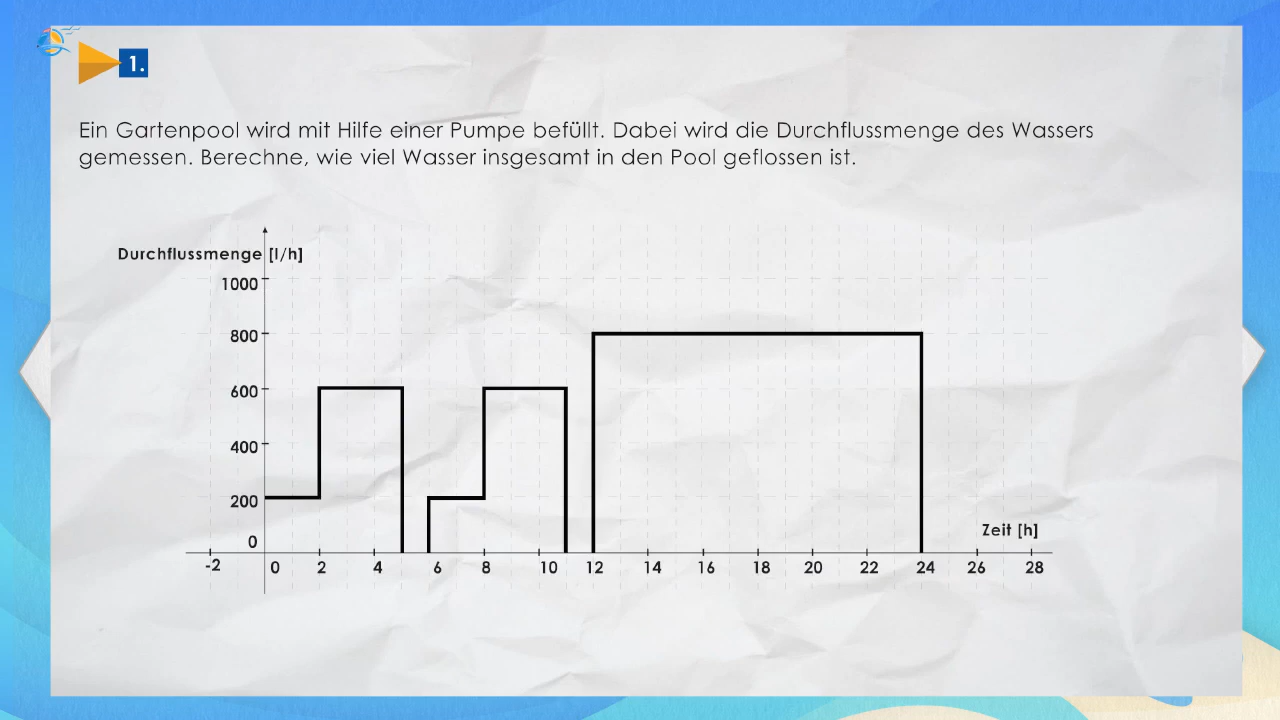 1.
Ein Gartenpool wird mit Hilfe einer Pumpe befüllt. Dabei wird die Durchflussmenge des Wassers
gemessen. Berechne, wie viel Wasser insgesamt in den Pool geflossen ist.
Durchflussmenge [l/h]
1000
800
600
400
200
0
Zeit [h]
-2 0 2 4 6 8 10 12 14 16 18 20 22 24 26 28